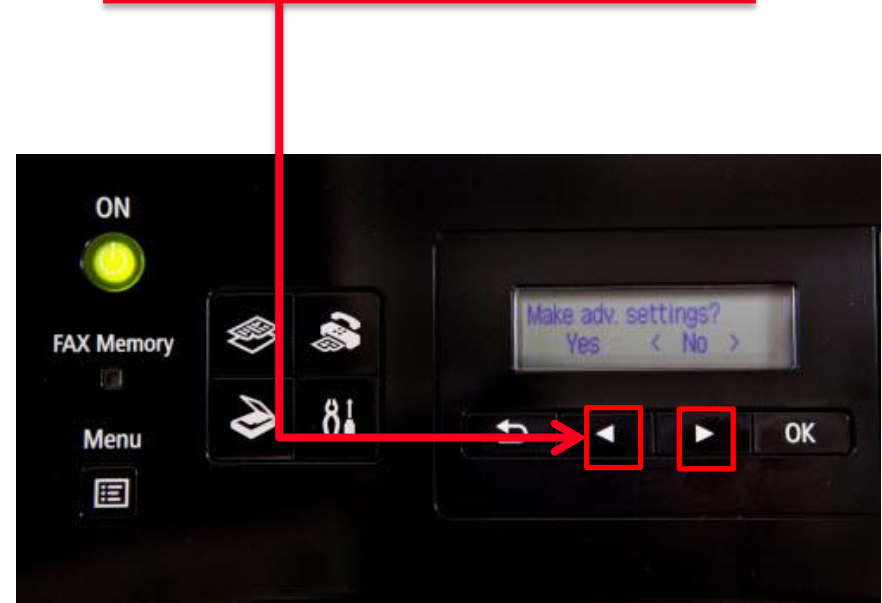 ON
FAX Memory
Menu
Make adv. settings?
Yes < No >
OK